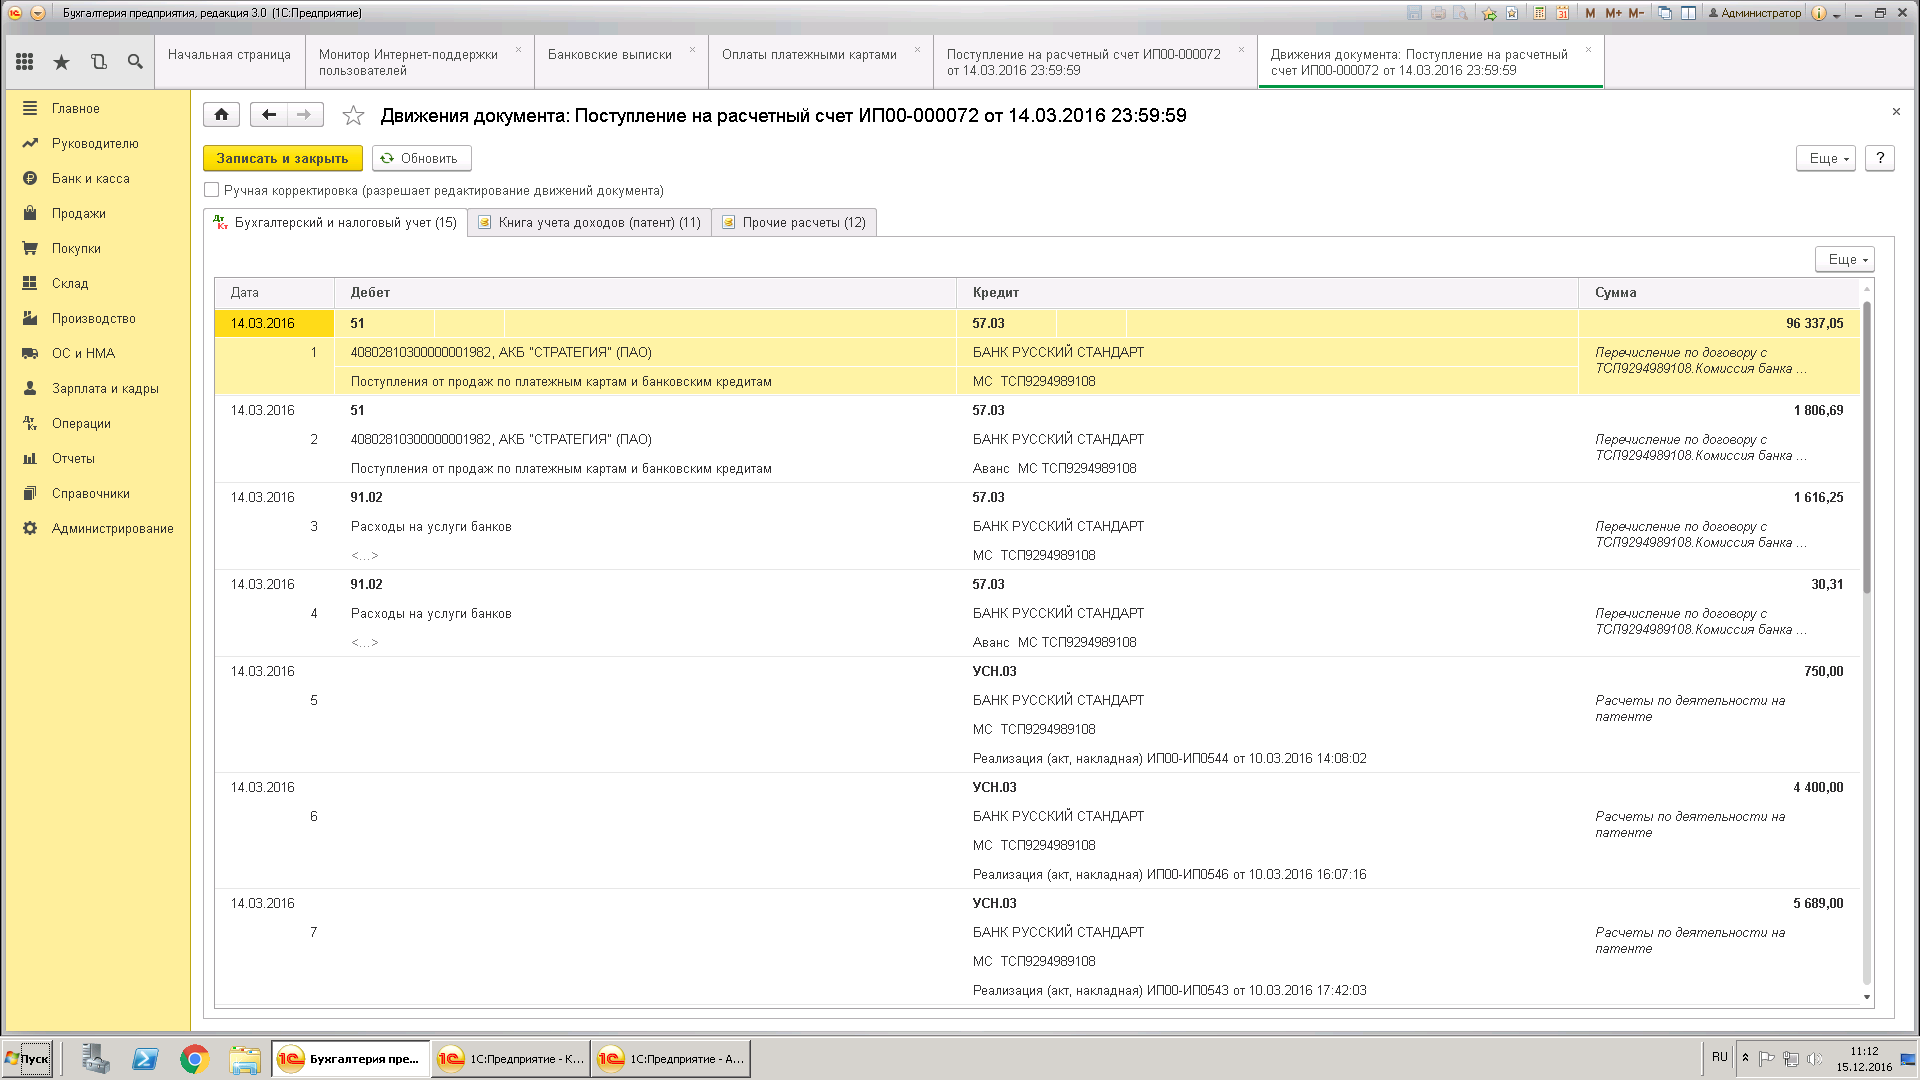 Бухгалтерия предприятия, редакция 3.0 (1С:Предприятие)
M M+ M- Администратор
Начальная страница
Монитор Интернет-поддержки
пользователей
Банковские выписки
Оплаты платежными картами
Поступление на расчетный счет ИП00-000072
от 14.03.2016 23:59:59
Движения документа: Поступление на расчетный
счет ИП00-000072 от 14.03.2016 23:59:59
Главное
Руководителю
Банк и касса
Продажи
Покупки
Склад
Производство
ОС и НМА
Зарплата и кадры
Операции
Отчеты
Справочники
Администрирование
Движения документа: Поступление на расчетный счет ИП00-000072 от 14.03.2016 23:59:59
Записать и закрыть Обновить Еще ?
Ручная корректировка (разрешает редактирование движений документа)
Бухгалтерский и налоговый учет (15) Книга учета доходов (патент) (11) Прочие расчеты (12)
Еще
Дата Дебет Кредит Сумма
14.03.2016 51 57.03 96 337,05
1 40802810300000001982, АКБ "СТРАТЕГИЯ" (ПАО) БАНК РУССКИЙ СТАНДАРТ Перечисление по договору с
ТСП9294989108.Комиссия банка ...
Поступления от продаж по платежным картам и банковским кредитам МС ТСП9294989108
14.03.2016 51 57.03 1 806,69
2 40802810300000001982, АКБ "СТРАТЕГИЯ" (ПАО) БАНК РУССКИЙ СТАНДАРТ Перечисление по договору с
ТСП9294989108.Комиссия банка ...
Поступления от продаж по платежным картам и банковским кредитам Аванс МС ТСП9294989108
14.03.2016 91.02 57.03 1 616,25
3 Расходы на услуги банков БАНК РУССКИЙ СТАНДАРТ Перечисление по договору с
ТСП9294989108.Комиссия банка ...
<...> МС ТСП9294989108
14.03.2016 91.02 57.03 30,31
4 Расходы на услуги банков БАНК РУССКИЙ СТАНДАРТ Перечисление по договору с
ТСП9294989108.Комиссия банка ...
<...> Аванс МС ТСП9294989108
14.03.2016 УСН.03 750,00
5 БАНК РУССКИЙ СТАНДАРТ Расчеты по деятельности на
патенте
МС ТСП9294989108
Реализация (акт, накладная) ИП00-ИП0544 от 10.03.2016 14:08:02
14.03.2016 УСН.03 4 400,00
6 БАНК РУССКИЙ СТАНДАРТ Расчеты по деятельности на
патенте
МС ТСП9294989108
Реализация (акт, накладная) ИП00-ИП0546 от 10.03.2016 16:07:16
14.03.2016 УСН.03 5 689,00
7 БАНК РУССКИЙ СТАНДАРТ Расчеты по деятельности на
патенте
МС ТСП9294989108
Реализация (акт, накладная) ИП00-ИП0543 от 10.03.2016 17:42:03
Пуск Бухгалтерия пре... 1С:Предприятие - К... 1С:Предприятие - А... RU 11:12
15.12.2016